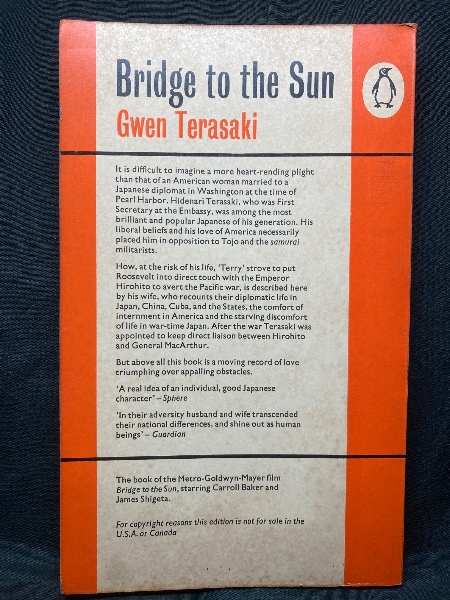 Bridge to the Sun
Gwen Terasaki
It is difficult to imagine a more heart-rending plight
than that of an American woman married to a
Japanese diplomat in Washington at the time of
Pearl Harbor. Hidenari Terasaki, who was First
Secretary at the Embassy, was among the most
brilliant and popular Japanese of his generation. His
liberal beliefs and his love of America necessarily
placed him in opposition to Tojo and the samurai
militarists.
How, at the risk of his life, 'Terry' strove to put
Roosevelt into direct touch with the Emperor
Hirohito to avert the Pacific war, is described here
by his wife, who recounts their diplomatic life in
Japan, China, Cuba, and the States, the comfort of
internment in America and the starving discomfort
of life in war-time Japan. After the war Terasaki was
appointed to keep direct liaison between Hirohito
and General MacArthur.
But above all this book is a moving record of love
triumphing over appalling obstacles.
'A real idea of an individual, good Japanese
character' – Sphere
'In their adversity husband and wife transcended
their national differences, and shine out as human
beings' – Guardian
The book of the Metro-Goldwyn-Mayer film
Bridge to the Sun, starring Carroll Baker and
James Shigeta.
For copyright reasons this edition is not for sale in the
U.S.A. or Canada